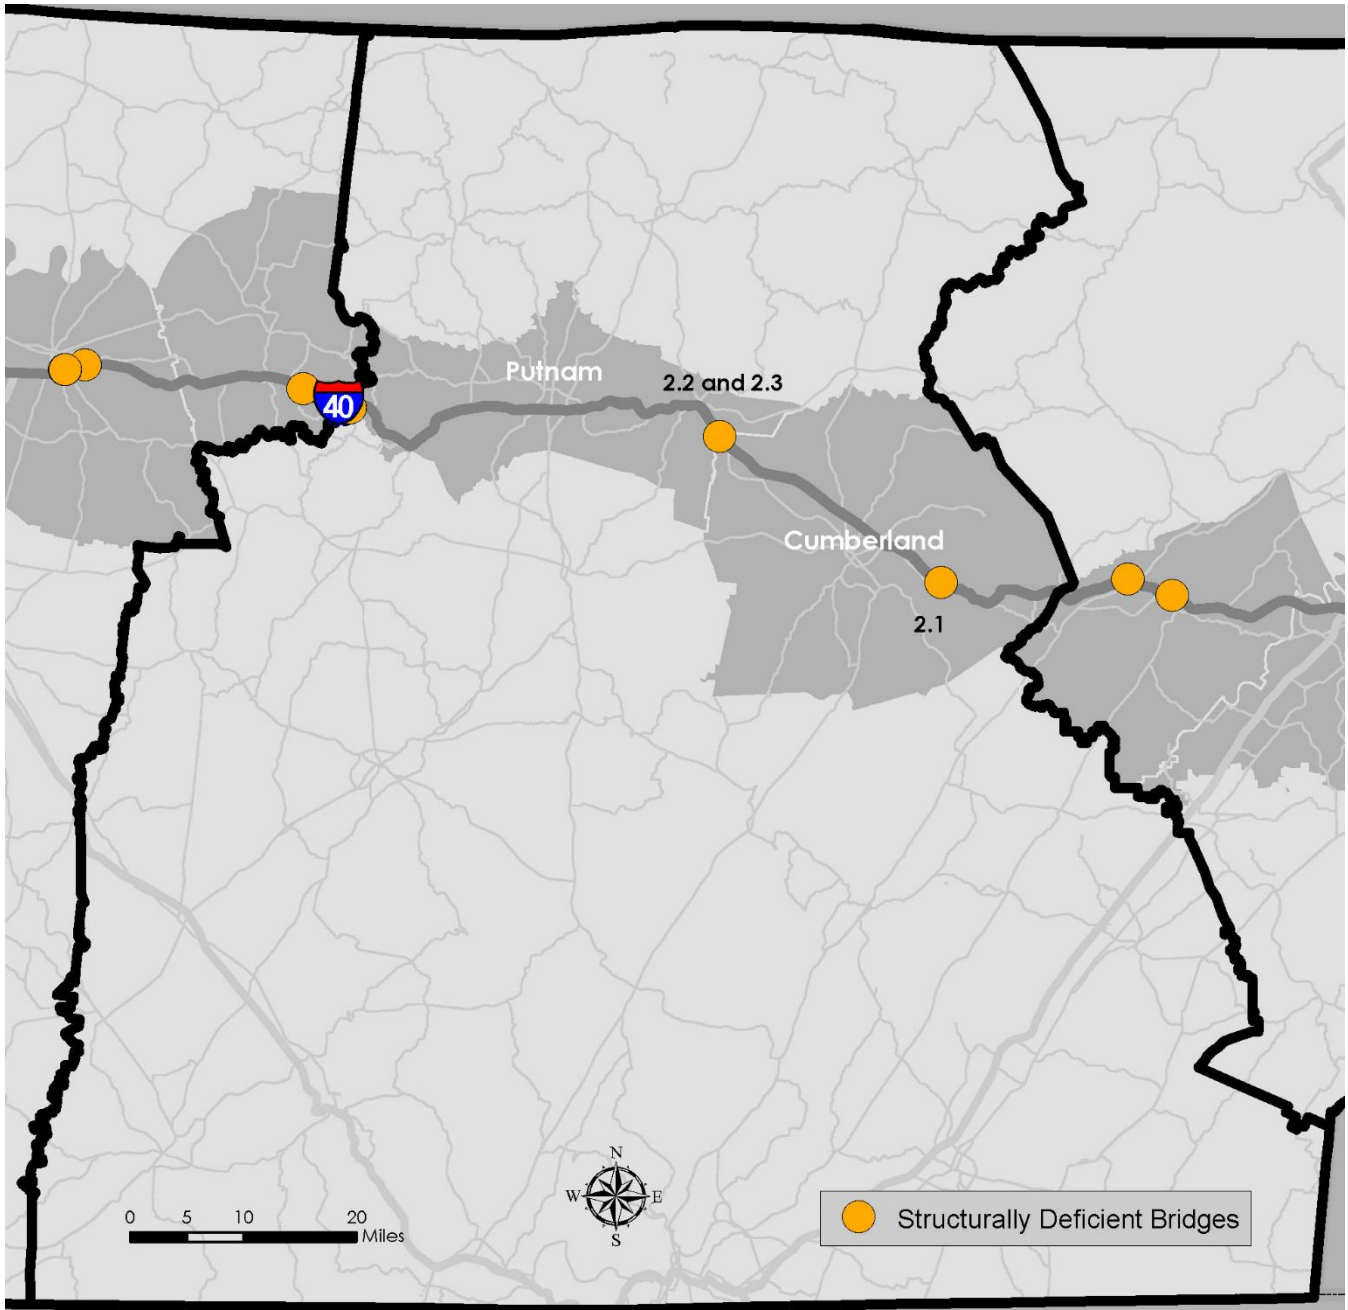 Putnam
2.2 and 2.3
40
Cumberland
2.1
N
W E
S
0 5 10 20
Miles
Structurally Deficient Bridges